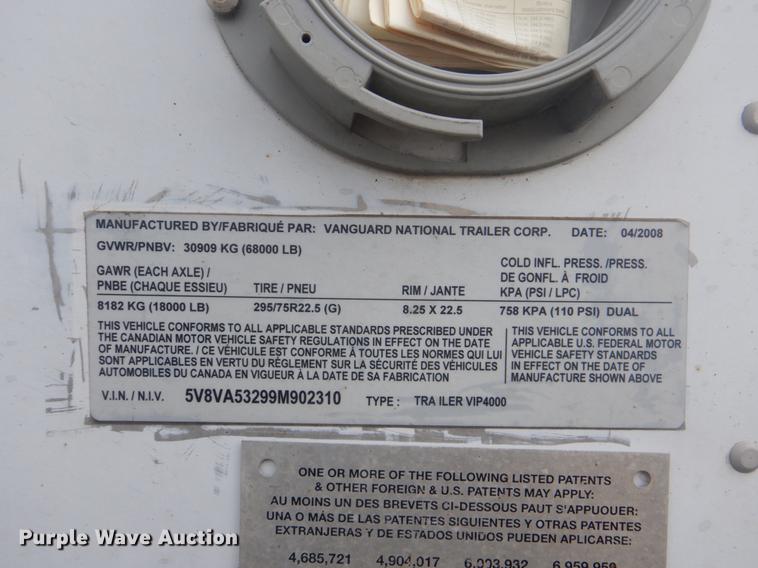 MANUFACTURED BY/FABRIQUÉ PAR: VANGUARD NATIONAL TRAILER CORP. DATE: 04/2008
GVWR/PNBV: 30909 KG (68000 LB)
GAWR (EACH AXLE) / PNBE (CHAQUE ESSIEU)
TIRE / PNEU
RIM / JANTE
COLD INFL. PRESS. /PRESS. DE GONFL. À FROID KPA (PSI / LPC)
8182 KG (18000 LB) 295/75R22.5 (G) 8.25 X 22.5 758 KPA (110 PSI) DUAL
THIS VEHICLE CONFORMS TO ALL APPLICABLE STANDARDS PRESCRIBED UNDER
THE CANADIAN MOTOR VEHICLE SAFETY REGULATIONS IN EFFECT ON THE DATE
OF MANUFACTURE. / CE VÉHICULE EST CONFORME À TOUTES LES NORMES QUI LUI
SONT APPLICABLES EN VERTU DU RÈGLEMENT SUR LA SÉCURITÉ DES VÉHICULES
AUTOMOBILES DU CANADA EN VIGUEUR À LA DATE DE SA FABRICATION
THIS VEHICLE CONFORMS TO ALL
APPLICABLE U.S. FEDERAL MOTOR
VEHICLE SAFETY STANDARDS
IN EFFECT ON THE DATE OF
MANUFACTURE SHOWN ABOVE
V.I.N. / N.I.V. 5V8VA53299M902310 TYPE: TRAILER VIP4000
ONE OR MORE OF THE FOLLOWING LISTED PATENTS
& OTHER FOREIGN & U.S. PATENTS MAY APPLY:
AU MOINS UN DES BREVETS CI-DESSOUS PAUT S'APPUOUER:
UNA O MÁS DE LAS PATENTES SIGUIENTES Y OTRAS PATENTES
EXTRANJERAS Y DE ESTADOS UNIDOS PUEDEN APLICARSE:
4,685,721 4,904,017 6,003,932 6,959,959
Purple Wave Auction